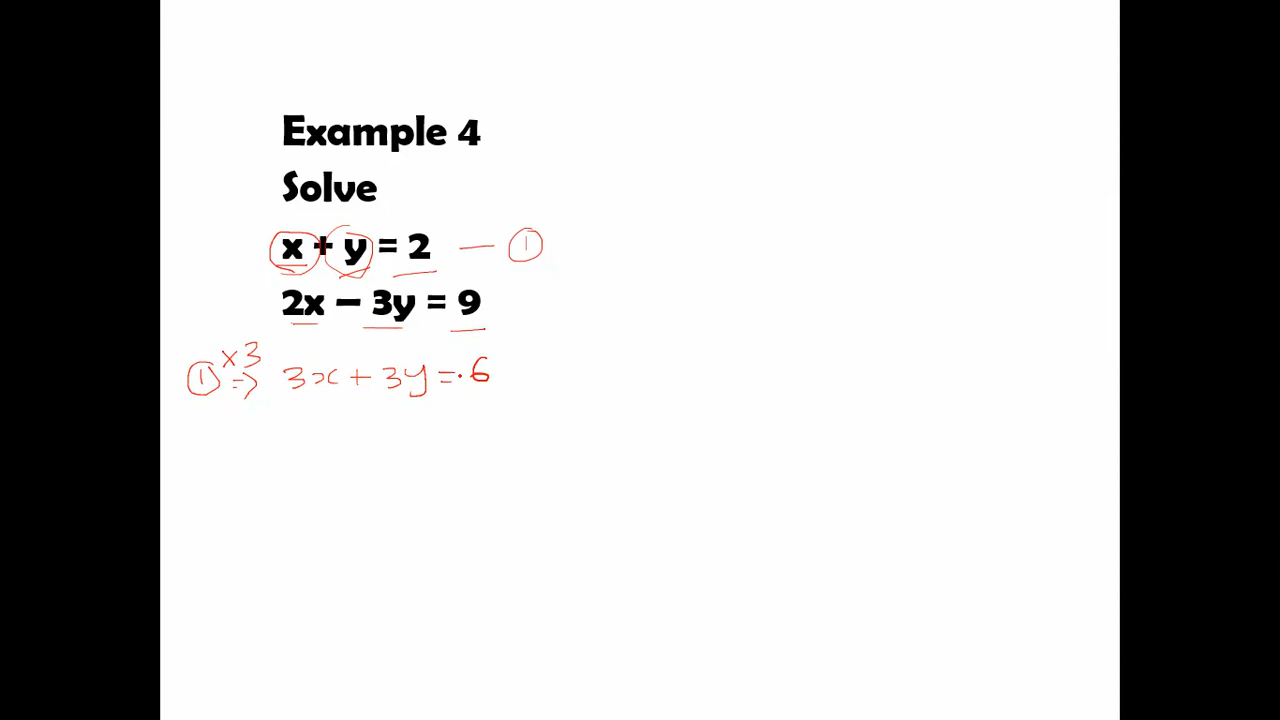 Example 4
Solve
x + y = 2 — ①
2x – 3y = 9
① ×3 ⇒ 3x + 3y = 6